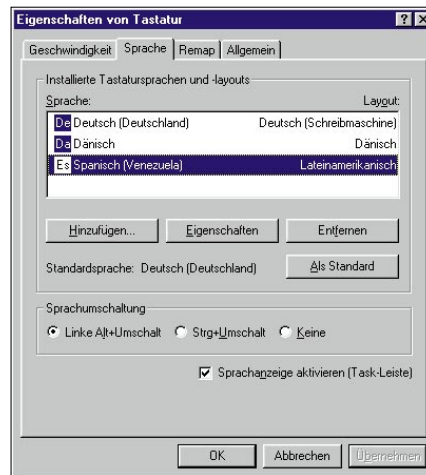 Eigenschaften von Tastatur
Geschwindigkeit Sprache Remap Allgemein
Installierte Tastatursprachen und -layouts
Sprache: Layout:
De Deutsch (Deutschland) Deutsch (Schreibmaschine)
Da Dänisch Dänisch
Es Spanisch (Venezuela) Lateinamerikanisch
Hinzufügen... Eigenschaften Entfernen
Standardsprache: Deutsch (Deutschland) Als Standard
Sprachumschaltung
Linke Alt+Umschalt Strg+Umschalt Keine
Sprachanzeige aktivieren (Task-Leiste)
OK Abbrechen Übernehmen